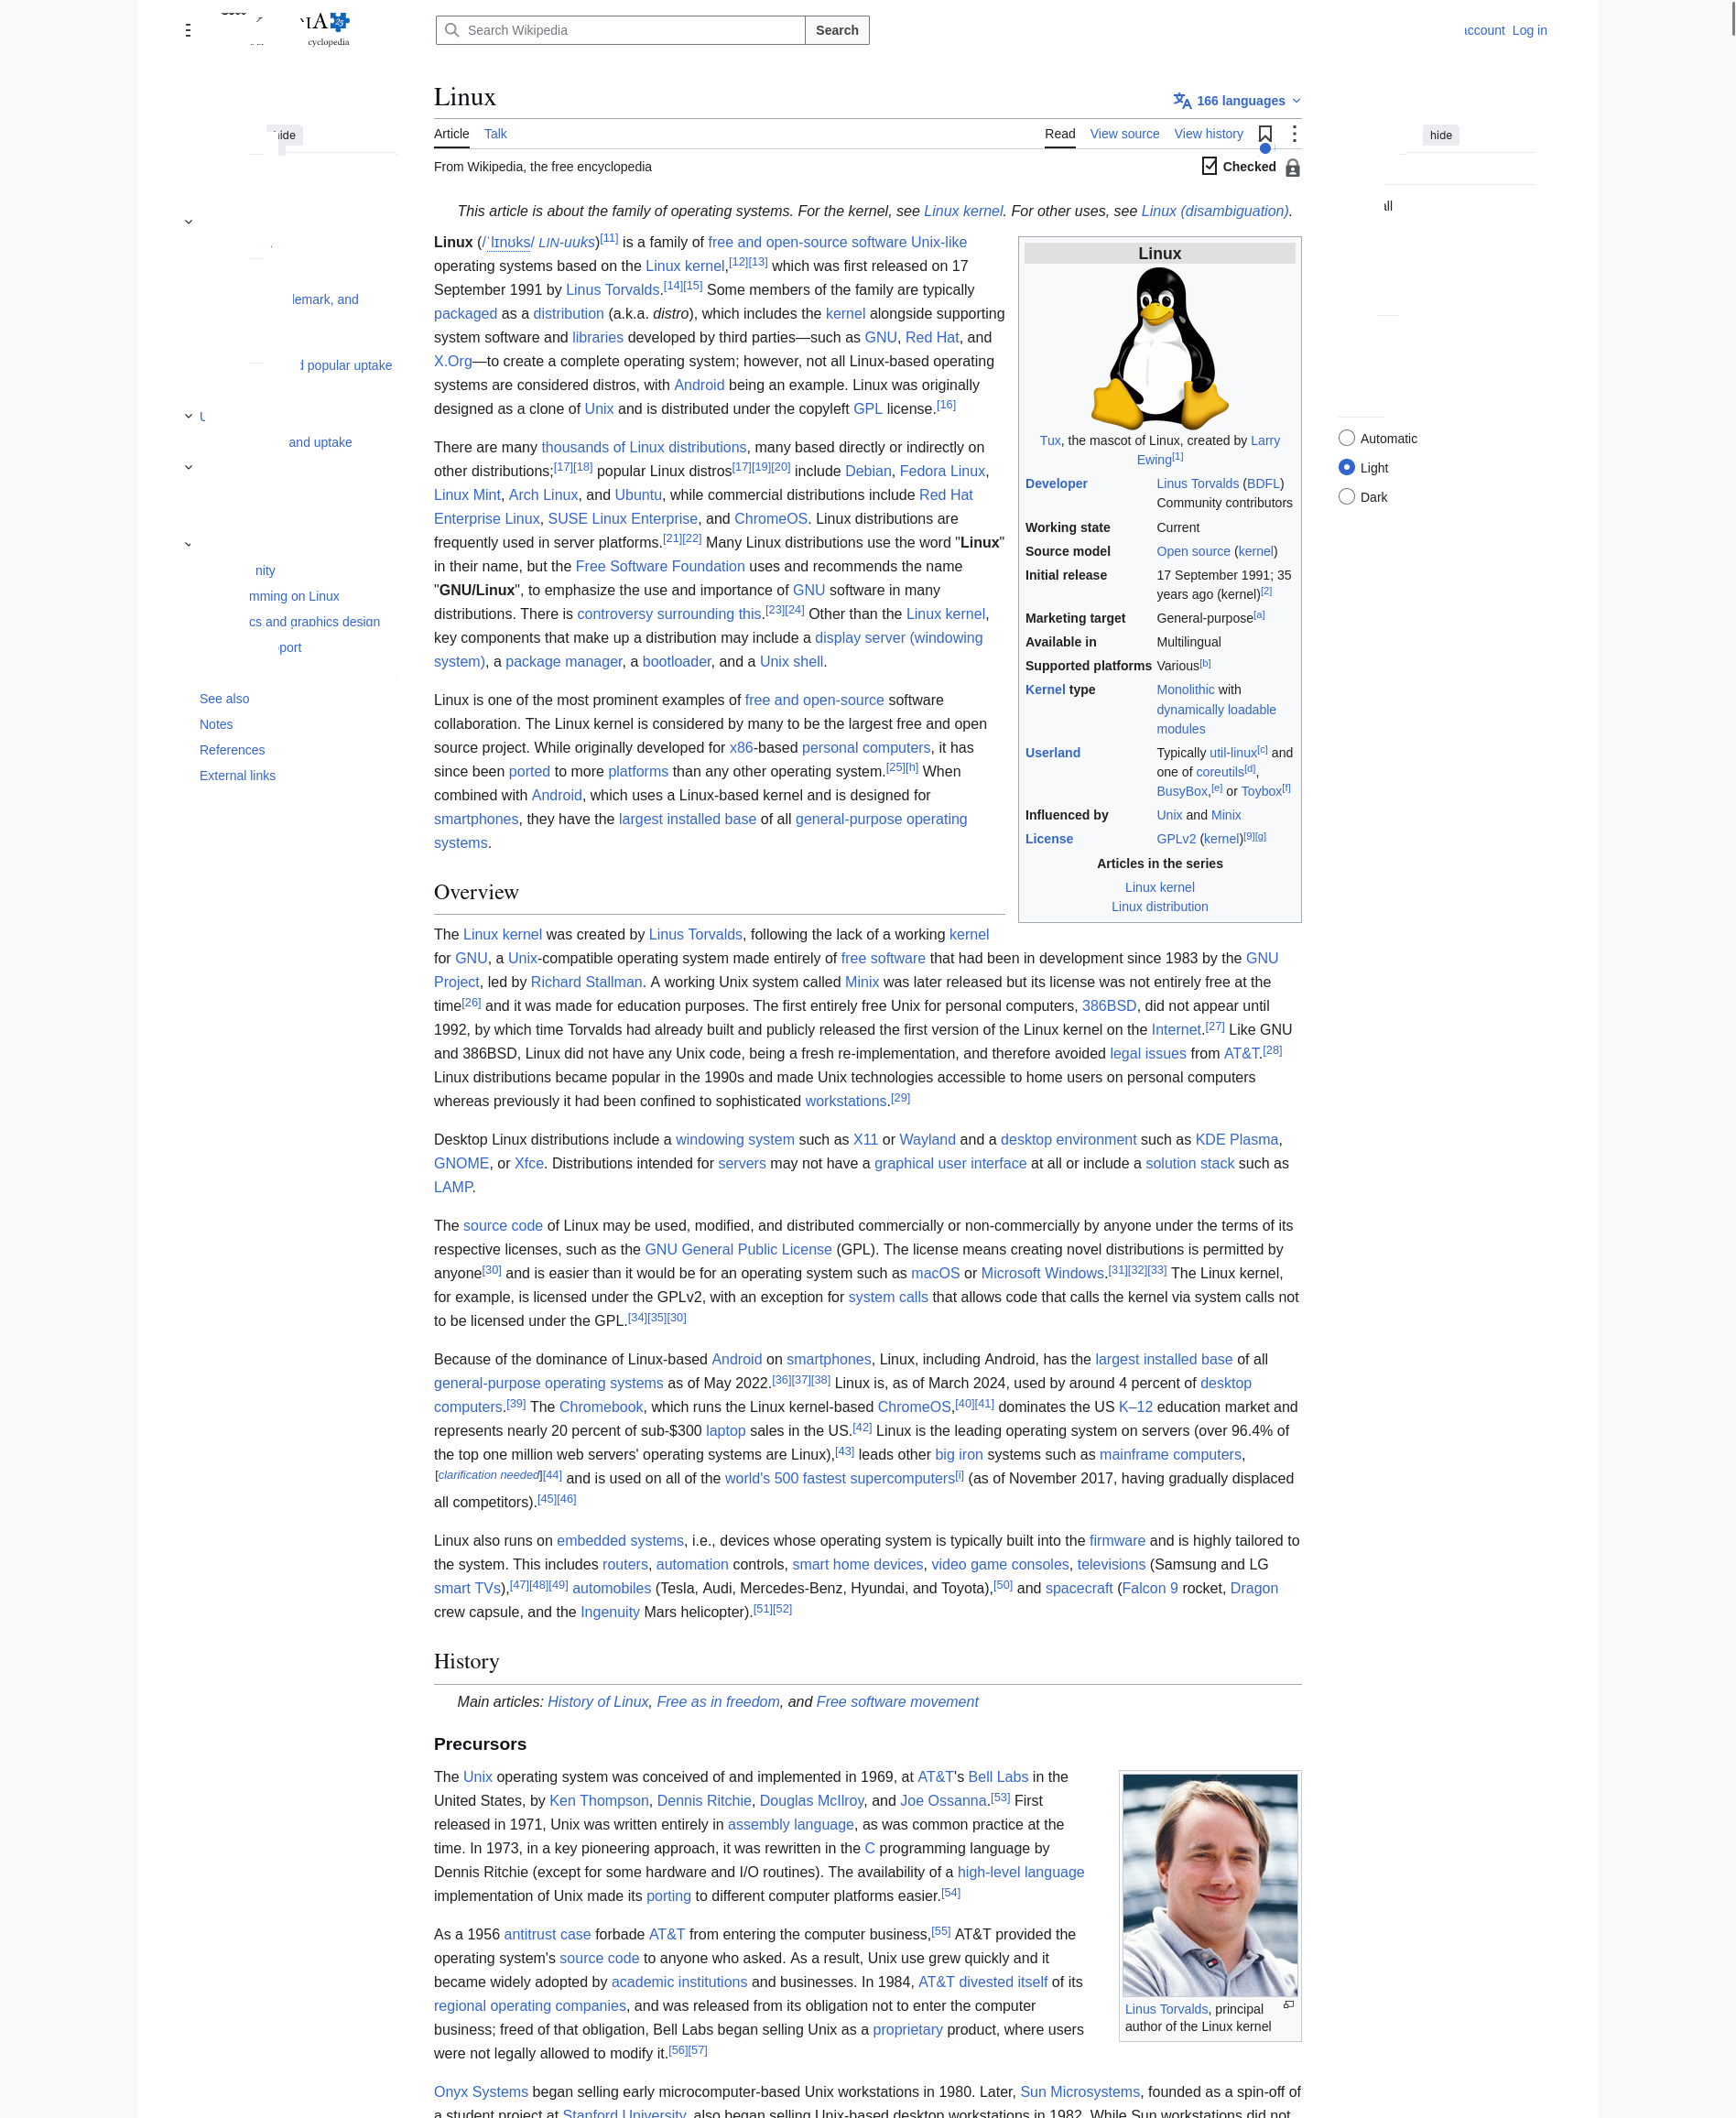 Search Wikipedia
Search
Log in
Linux
166 languages
Article Talk
Read View source View history
hide
From Wikipedia, the free encyclopedia
Checked
This article is about the family of operating systems. For the kernel, see Linux kernel. For other uses, see Linux (disambiguation).
Linux (/ˈlɪnʊks/ LIN-uuks)[11] is a family of free and open-source software Unix-like
operating systems based on the Linux kernel,[12][13] which was first released on 17
September 1991 by Linus Torvalds.[14][15] Some members of the family are typically
packaged as a distribution (a.k.a. distro), which includes the kernel alongside supporting
system software and libraries developed by third parties—such as GNU, Red Hat, and
X.Org—to create a complete operating system; however, not all Linux-based operating
systems are considered distros, with Android being an example. Linux was originally
designed as a clone of Unix and is distributed under the copyleft GPL license.[16]
There are many thousands of Linux distributions, many based directly or indirectly on
other distributions;[17][18] popular Linux distros[17][19][20] include Debian, Fedora Linux,
Linux Mint, Arch Linux, and Ubuntu, while commercial distributions include Red Hat
Enterprise Linux, SUSE Linux Enterprise, and ChromeOS. Linux distributions are
frequently used in server platforms.[21][22] Many Linux distributions use the word "Linux"
in their name, but the Free Software Foundation uses and recommends the name
"GNU/Linux", to emphasize the use and importance of GNU software in many
distributions. There is controversy surrounding this.[23][24] Other than the Linux kernel,
key components that make up a distribution may include a display server (windowing
system), a package manager, a bootloader, and a Unix shell.
Linux is one of the most prominent examples of free and open-source software
collaboration. The Linux kernel is considered by many to be the largest free and open
source project. While originally developed for x86-based personal computers, it has
since been ported to more platforms than any other operating system.[25][h] When
combined with Android, which uses a Linux-based kernel and is designed for
smartphones, they have the largest installed base of all general-purpose operating
systems.
Linux
Tux, the mascot of Linux, created by Larry
Ewing[1]
Developer Linus Torvalds (BDFL)
Community contributors
Working state Current
Source model Open source (kernel)
Initial release 17 September 1991; 35
years ago (kernel)[2]
Marketing target General-purpose[a]
Available in Multilingual
Supported platforms Various[b]
Kernel type Monolithic with
dynamically loadable
modules
Userland Typically util-linux[c] and
one of coreutils[d],
BusyBox,[e] or Toybox[f]
Influenced by Unix and Minix
License GPLv2 (kernel)[9][g]
Articles in the series
Linux kernel
Linux distribution
Automatic
Light
Dark
and
popular uptake
and uptake
on Linux
and graphics design
See also
Notes
References
External links
Overview
The Linux kernel was created by Linus Torvalds, following the lack of a working kernel
for GNU, a Unix-compatible operating system made entirely of free software that had been in development since 1983 by the GNU
Project, led by Richard Stallman. A working Unix system called Minix was later released but its license was not entirely free at the
time[26] and it was made for education purposes. The first entirely free Unix for personal computers, 386BSD, did not appear until
1992, by which time Torvalds had already built and publicly released the first version of the Linux kernel on the Internet.[27] Like GNU
and 386BSD, Linux did not have any Unix code, being a fresh re-implementation, and therefore avoided legal issues from AT&T.[28]
Linux distributions became popular in the 1990s and made Unix technologies accessible to home users on personal computers
whereas previously it had been confined to sophisticated workstations.[29]
Desktop Linux distributions include a windowing system such as X11 or Wayland and a desktop environment such as KDE Plasma,
GNOME, or Xfce. Distributions intended for servers may not have a graphical user interface at all or include a solution stack such as
LAMP.
The source code of Linux may be used, modified, and distributed commercially or non-commercially by anyone under the terms of its
respective licenses, such as the GNU General Public License (GPL). The license means creating novel distributions is permitted by
anyone[30] and is easier than it would be for an operating system such as macOS or Microsoft Windows.[31][32][33] The Linux kernel,
for example, is licensed under the GPLv2, with an exception for system calls that allows code that calls the kernel via system calls not
to be licensed under the GPL.[34][35][30]
Because of the dominance of Linux-based Android on smartphones, Linux, including Android, has the largest installed base of all
general-purpose operating systems as of May 2022.[36][37][38] Linux is, as of March 2024, used by around 4 percent of desktop
computers.[39] The Chromebook, which runs the Linux kernel-based ChromeOS,[40][41] dominates the US K–12 education market and
represents nearly 20 percent of sub-$300 laptop sales in the US.[42] Linux is the leading operating system on servers (over 96.4% of
the top one million web servers' operating systems are Linux),[43] leads other big iron systems such as mainframe computers,
[clarification needed][44] and is used on all of the world's 500 fastest supercomputers[i] (as of November 2017, having gradually displaced
all competitors).[45][46]
Linux also runs on embedded systems, i.e., devices whose operating system is typically built into the firmware and is highly tailored to
the system. This includes routers, automation controls, smart home devices, video game consoles, televisions (Samsung and LG
smart TVs),[47][48][49] automobiles (Tesla, Audi, Mercedes-Benz, Hyundai, and Toyota),[50] and spacecraft (Falcon 9 rocket, Dragon
crew capsule, and the Ingenuity Mars helicopter).[51][52]
History
Main articles: History of Linux, Free as in freedom, and Free software movement
Precursors
The Unix operating system was conceived of and implemented in 1969, at AT&T's Bell Labs in the
United States, by Ken Thompson, Dennis Ritchie, Douglas McIlroy, and Joe Ossanna.[53] First
released in 1971, Unix was written entirely in assembly language, as was common practice at the
time. In 1973, in a key pioneering approach, it was rewritten in the C programming language by
Dennis Ritchie (except for some hardware and I/O routines). The availability of a high-level language
implementation of Unix made its porting to different computer platforms easier.[54]
As a 1956 antitrust case forbade AT&T from entering the computer business,[55] AT&T provided the
operating system's source code to anyone who asked. As a result, Unix use grew quickly and it
became widely adopted by academic institutions and businesses. In 1984, AT&T divested itself of its
regional operating companies, and was released from its obligation not to enter the computer
business; freed of that obligation, Bell Labs began selling Unix as a proprietary product, where users
were not legally allowed to modify it.[56][57]
Linus Torvalds, principal
author of the Linux kernel
Onyx Systems began selling early microcomputer-based Unix workstations in 1980. Later, Sun Microsystems, founded as a spin-off of
a student project at Stanford University, also began selling Unix-based desktop workstations in 1982. While Sun workstations did not